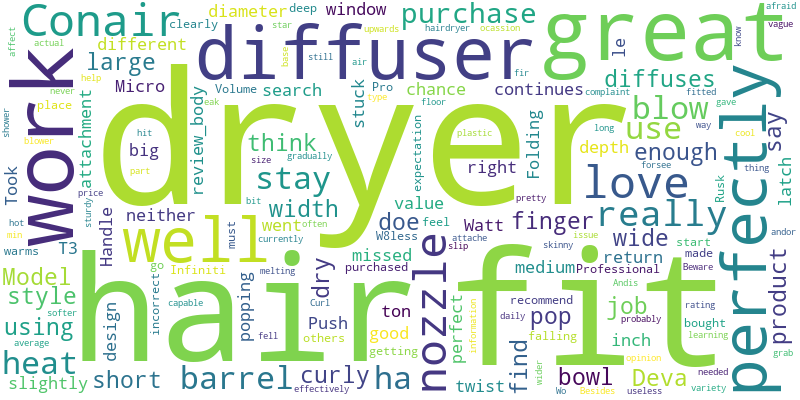 dryer
hair
fit
great
diffuser
well
work
perfectly
Conair
love
nozzle
blow
really
stay
use
purchase
heat
barrel
ha
finger
width
diffuses
large
diameter
window
different
deep
star
affect
actual
afraid
vague
clearly
upwards
ocassion
hairdryer
base
still
air
fir
le
know
Micro
Pro
Volume
search
chance
continues
never
help
place
attachment
review_body
stuck
type
floor
complaint
fitted
gave
eak
blower
shower
Took
big
hit
think
expectation
plastic
Folding
long
way
cool
say
part
size
gradually
right
depth
enough
forsee
thing
price
bit
pretty
sturdy
must
currently
often
feel
value
neither
went
doe
Watt
wide
Rusk
latch
andor
hot
min
Handle
T3
warms
Infiniti
go
missed
W8less
attache
slip
skinny
issue
return
start
made
Beware
product
Model
melting
dry
purchased
medium
Professional
Andis
style
softer
capable
Curl
ton
perfect
recommend
job
rating
design
incorrect
popping
Push
pop
daily
probably
using
fell
others
good
falling
inch
bought
learning
average
getting
information
find
opinion
needed
grab
slightly
short
effectively
curly
twist
wider
bowl
Wo
Besides
useless
Deva
variety